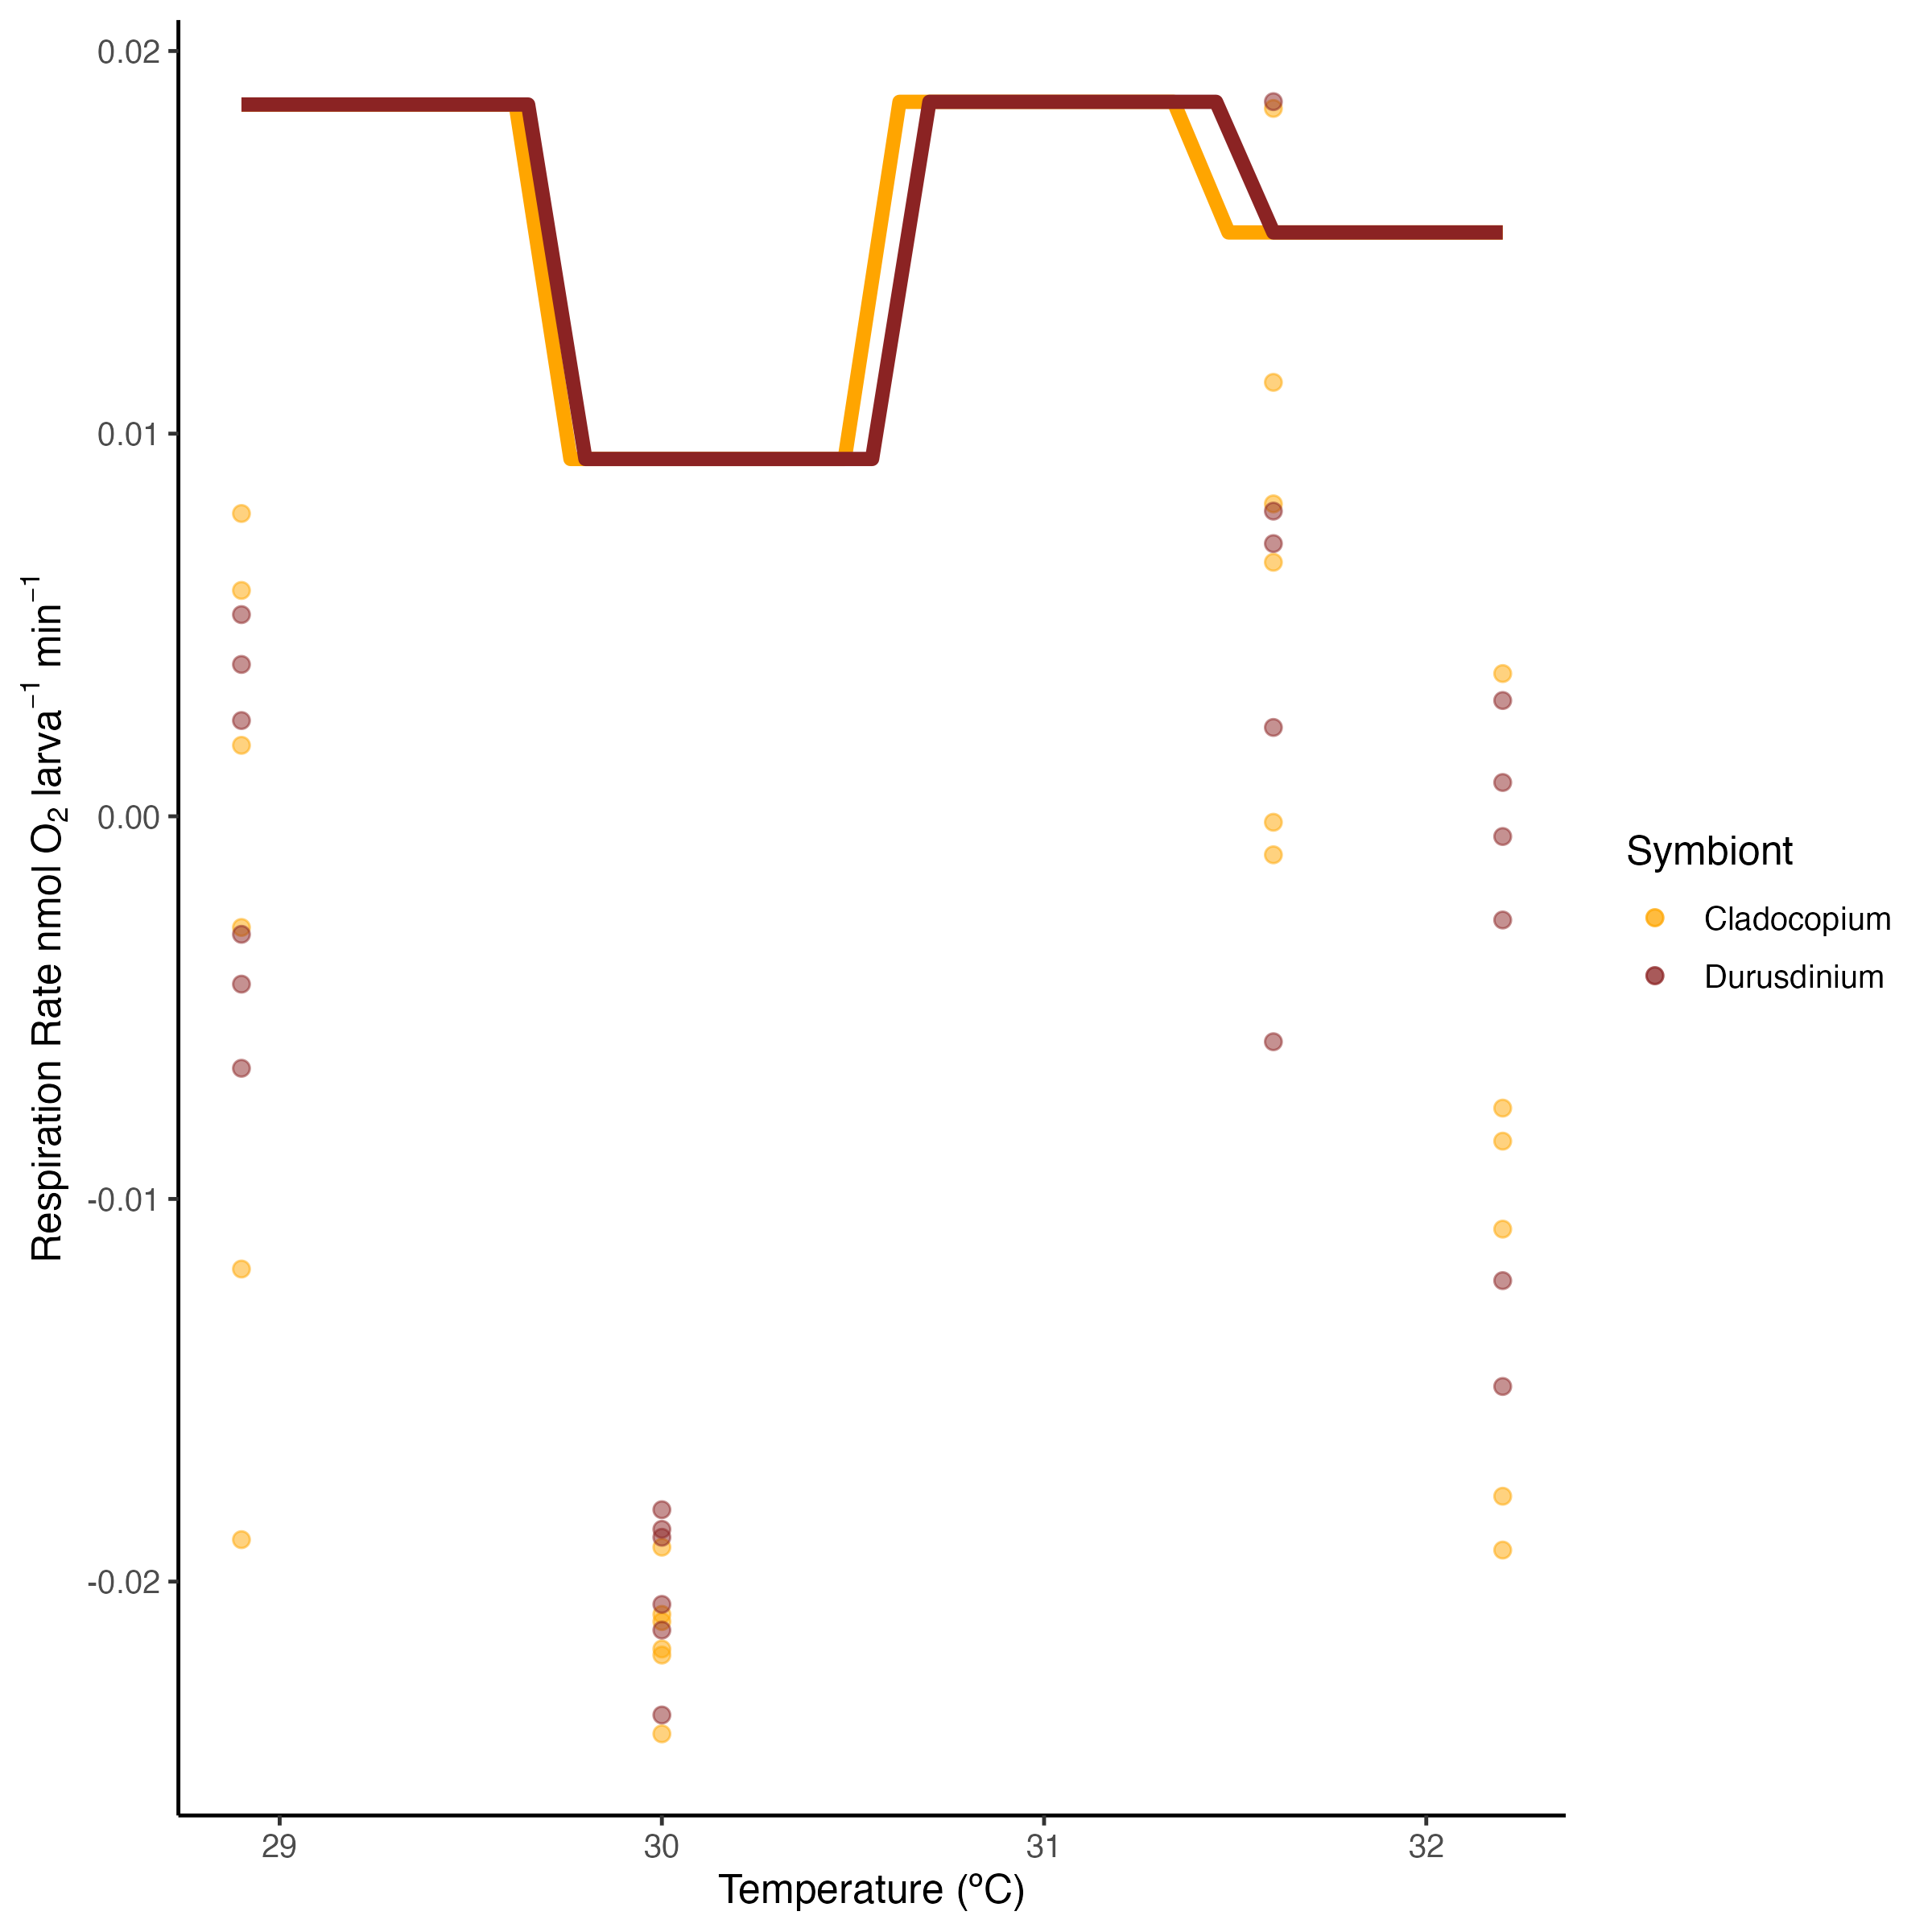 0.02
0.01
0.00
-0.01
-0.02
Respiration Rate nmol O₂ larva⁻¹ min⁻¹
29 30 31 32
Temperature (ºC)
Symbiont
Cladocopium
Durusdinium